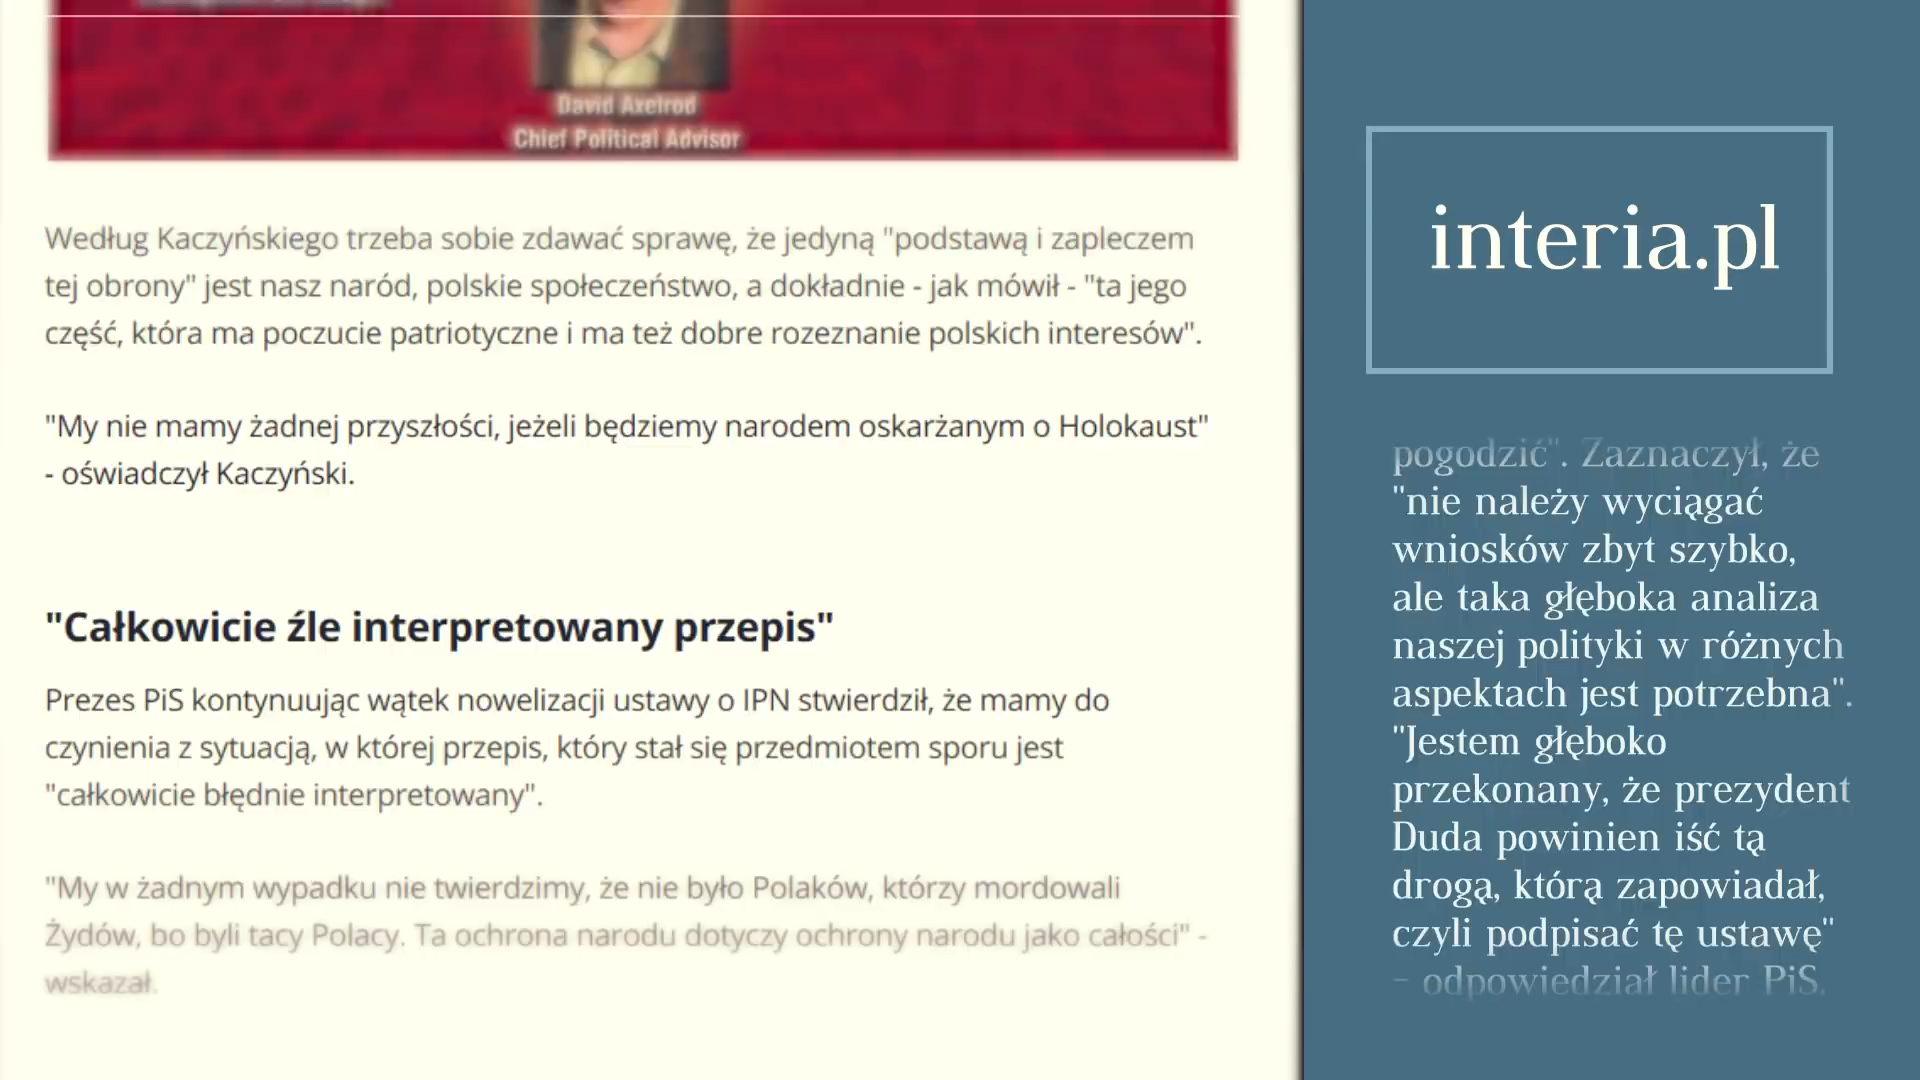 David Axelrod
Chief Political Advisor
Według Kaczyńskiego trzeba sobie zdawać sprawę, że jedyną "podstawą i zapleczem
tej obrony" jest nasz naród, polskie społeczeństwo, a dokładnie - jak mówił - "ta jego
część, która ma poczucie patriotyczne i ma też dobre rozeznanie polskich interesów".
"My nie mamy żadnej przyszłości, jeżeli będziemy narodem oskarżanym o Holokaust"
- oświadczył Kaczyński.
"Całkowicie źle interpretowany przepis"
Prezes PiS kontynuując wątek nowelizacji ustawy o IPN stwierdził, że mamy do
czynienia z sytuacją, w której przepis, który stał się przedmiotem sporu jest
"całkowicie błędnie interpretowany".
"My w żadnym wypadku nie twierdzimy, że nie było Polaków, którzy mordowali
Żydów, bo byli tacy Polacy. Ta ochrona narodu dotyczy ochrony narodu jako całości" -
wskazał.
interia.pl
pogodzić". Zaznaczył, że
"nie należy wyciągać
wniosków zbyt szybko,
ale taka głęboka analiza
naszej polityki w różnych
aspektach jest potrzebna".
"Jestem głęboko
przekonany, że prezydent
Duda powinien iść tą
drogą, którą zapowiadał,
czyli podpisać tę ustawę"
– odpowiedział lider PiS.